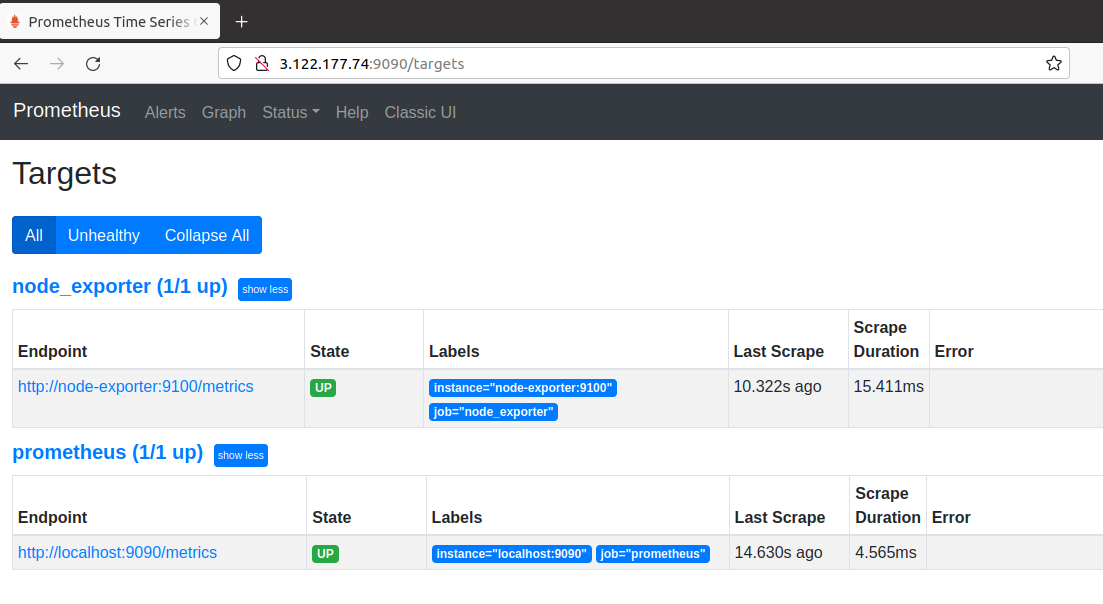 Prometheus Time Series
3.122.177.74:9090/targets
Prometheus Alerts Graph Status Help Classic UI
Targets
All Unhealthy Collapse All
node_exporter (1/1 up) show less
Endpoint State Labels Last Scrape Scrape Duration Error
http://node-exporter:9100/metrics UP instance="node-exporter:9100" 10.322s ago 15.411ms
job="node_exporter"
prometheus (1/1 up) show less
Endpoint State Labels Last Scrape Scrape Duration Error
http://localhost:9090/metrics UP instance="localhost:9090" job="prometheus" 14.630s ago 4.565ms